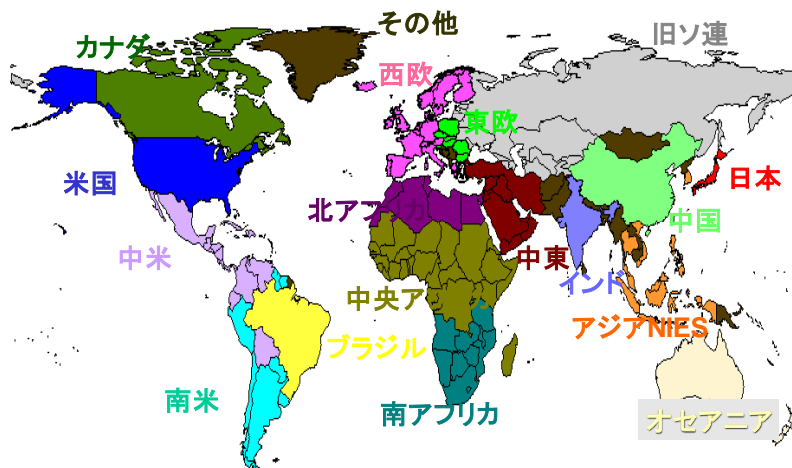 その他
カナダ
旧ソ連
西欧
東欧
米国
日本
北アフリカ
中国
中米
中東
インド
中央ア
アジアNIES
ブラジル
南米
南アフリカ
オセアニア